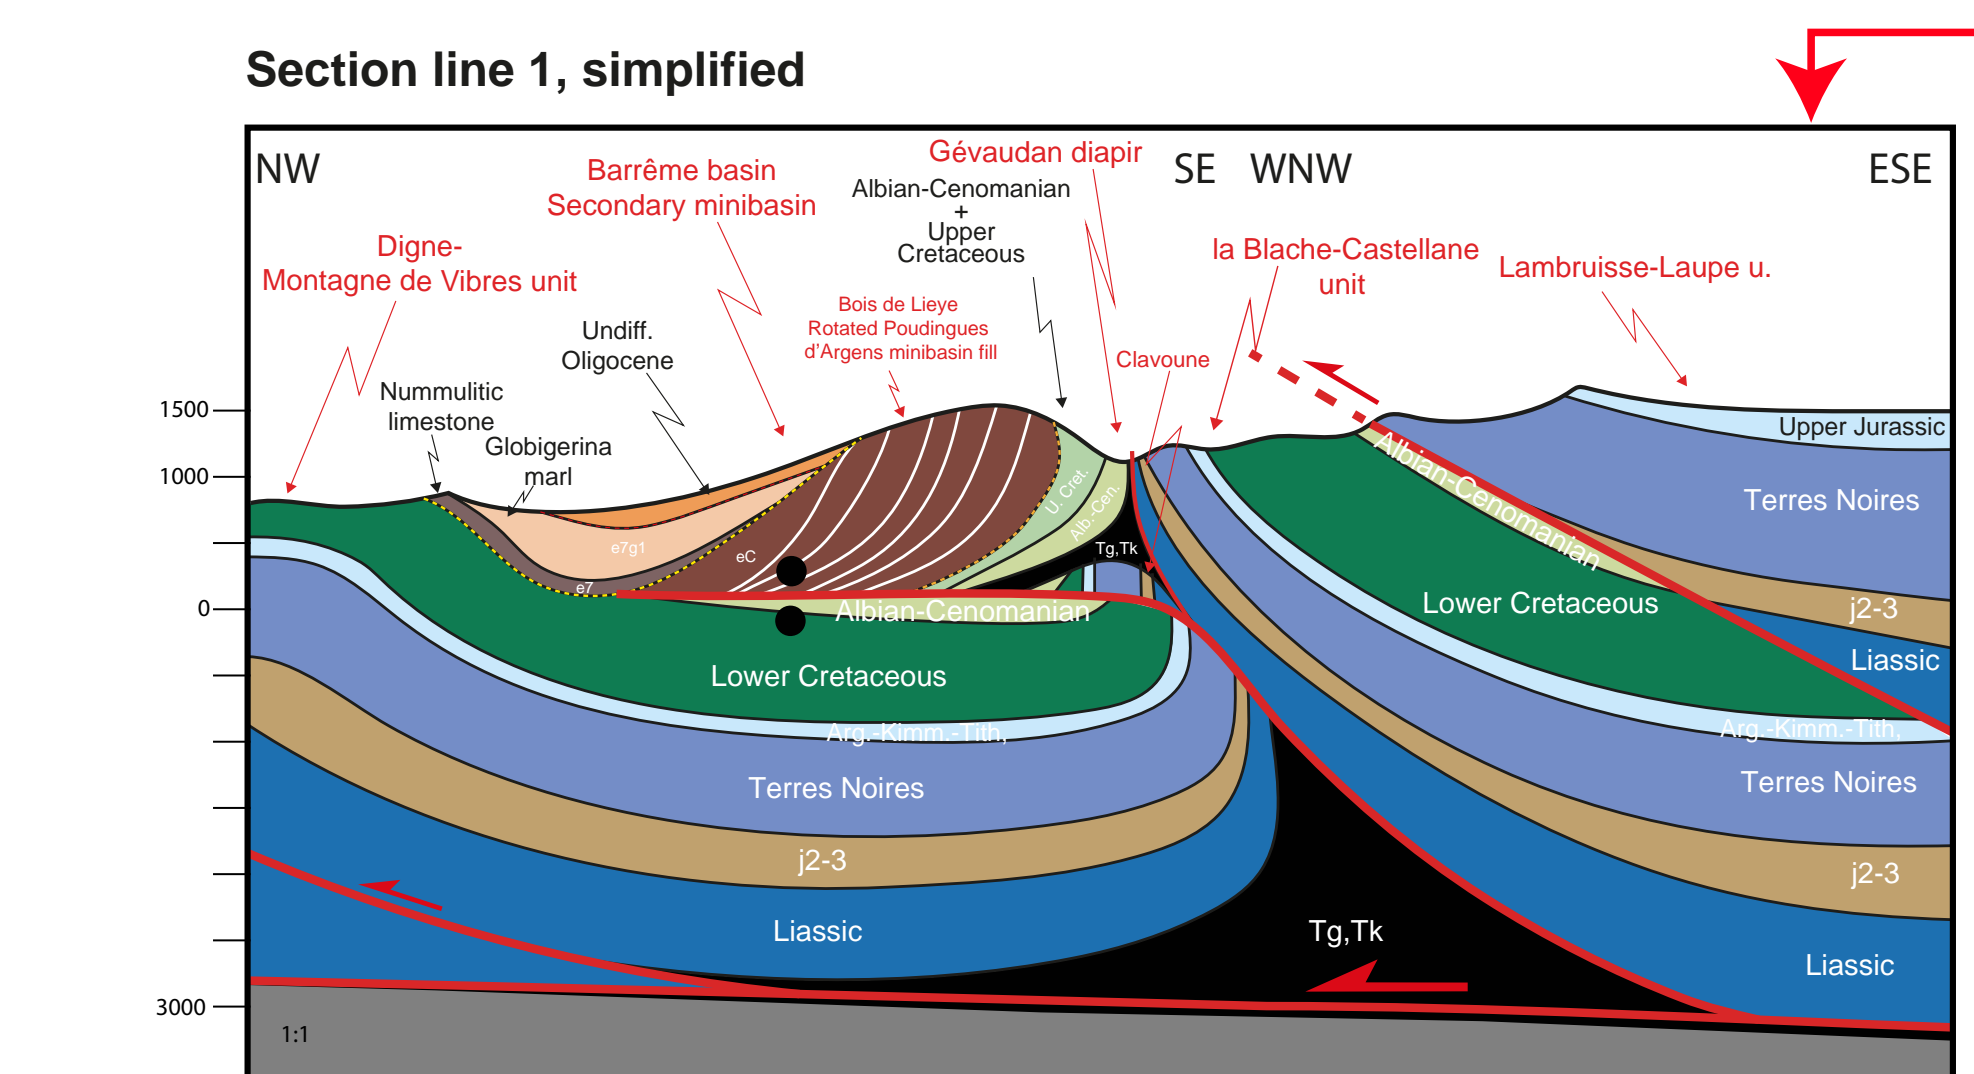 Section line 1, simplified
NW
SE
WNW
ESE
Gévaudan diapir
Barrême basin
Secondary minibasin
Albian-Cenomanian
+
Upper
Cretaceous
Digne-
Montagne de Vibres unit
la Blache-Castellane
unit
Lambruisse-Laupe u.
Bois de Lieye
Rotated Poudingues
d'Argens minibasin fill
Undiff.
Oligocene
Clavoune
Nummulitic
limestone
Globigerina
marl
1500
1000
0
3000
Upper Jurassic
Albian-Cenomanian
Terres Noires
U. Cret.
Alb.-Cen.
Tg,Tk
e7g1
eC
e7
Albian-Cenomanian
Lower Cretaceous
j2-3
Liassic
Lower Cretaceous
Arg.-Kimm.-Tith,
Arg.-Kimm.-Tith,
Terres Noires
Terres Noires
j2-3
j2-3
Liassic
Tg,Tk
Liassic
1:1